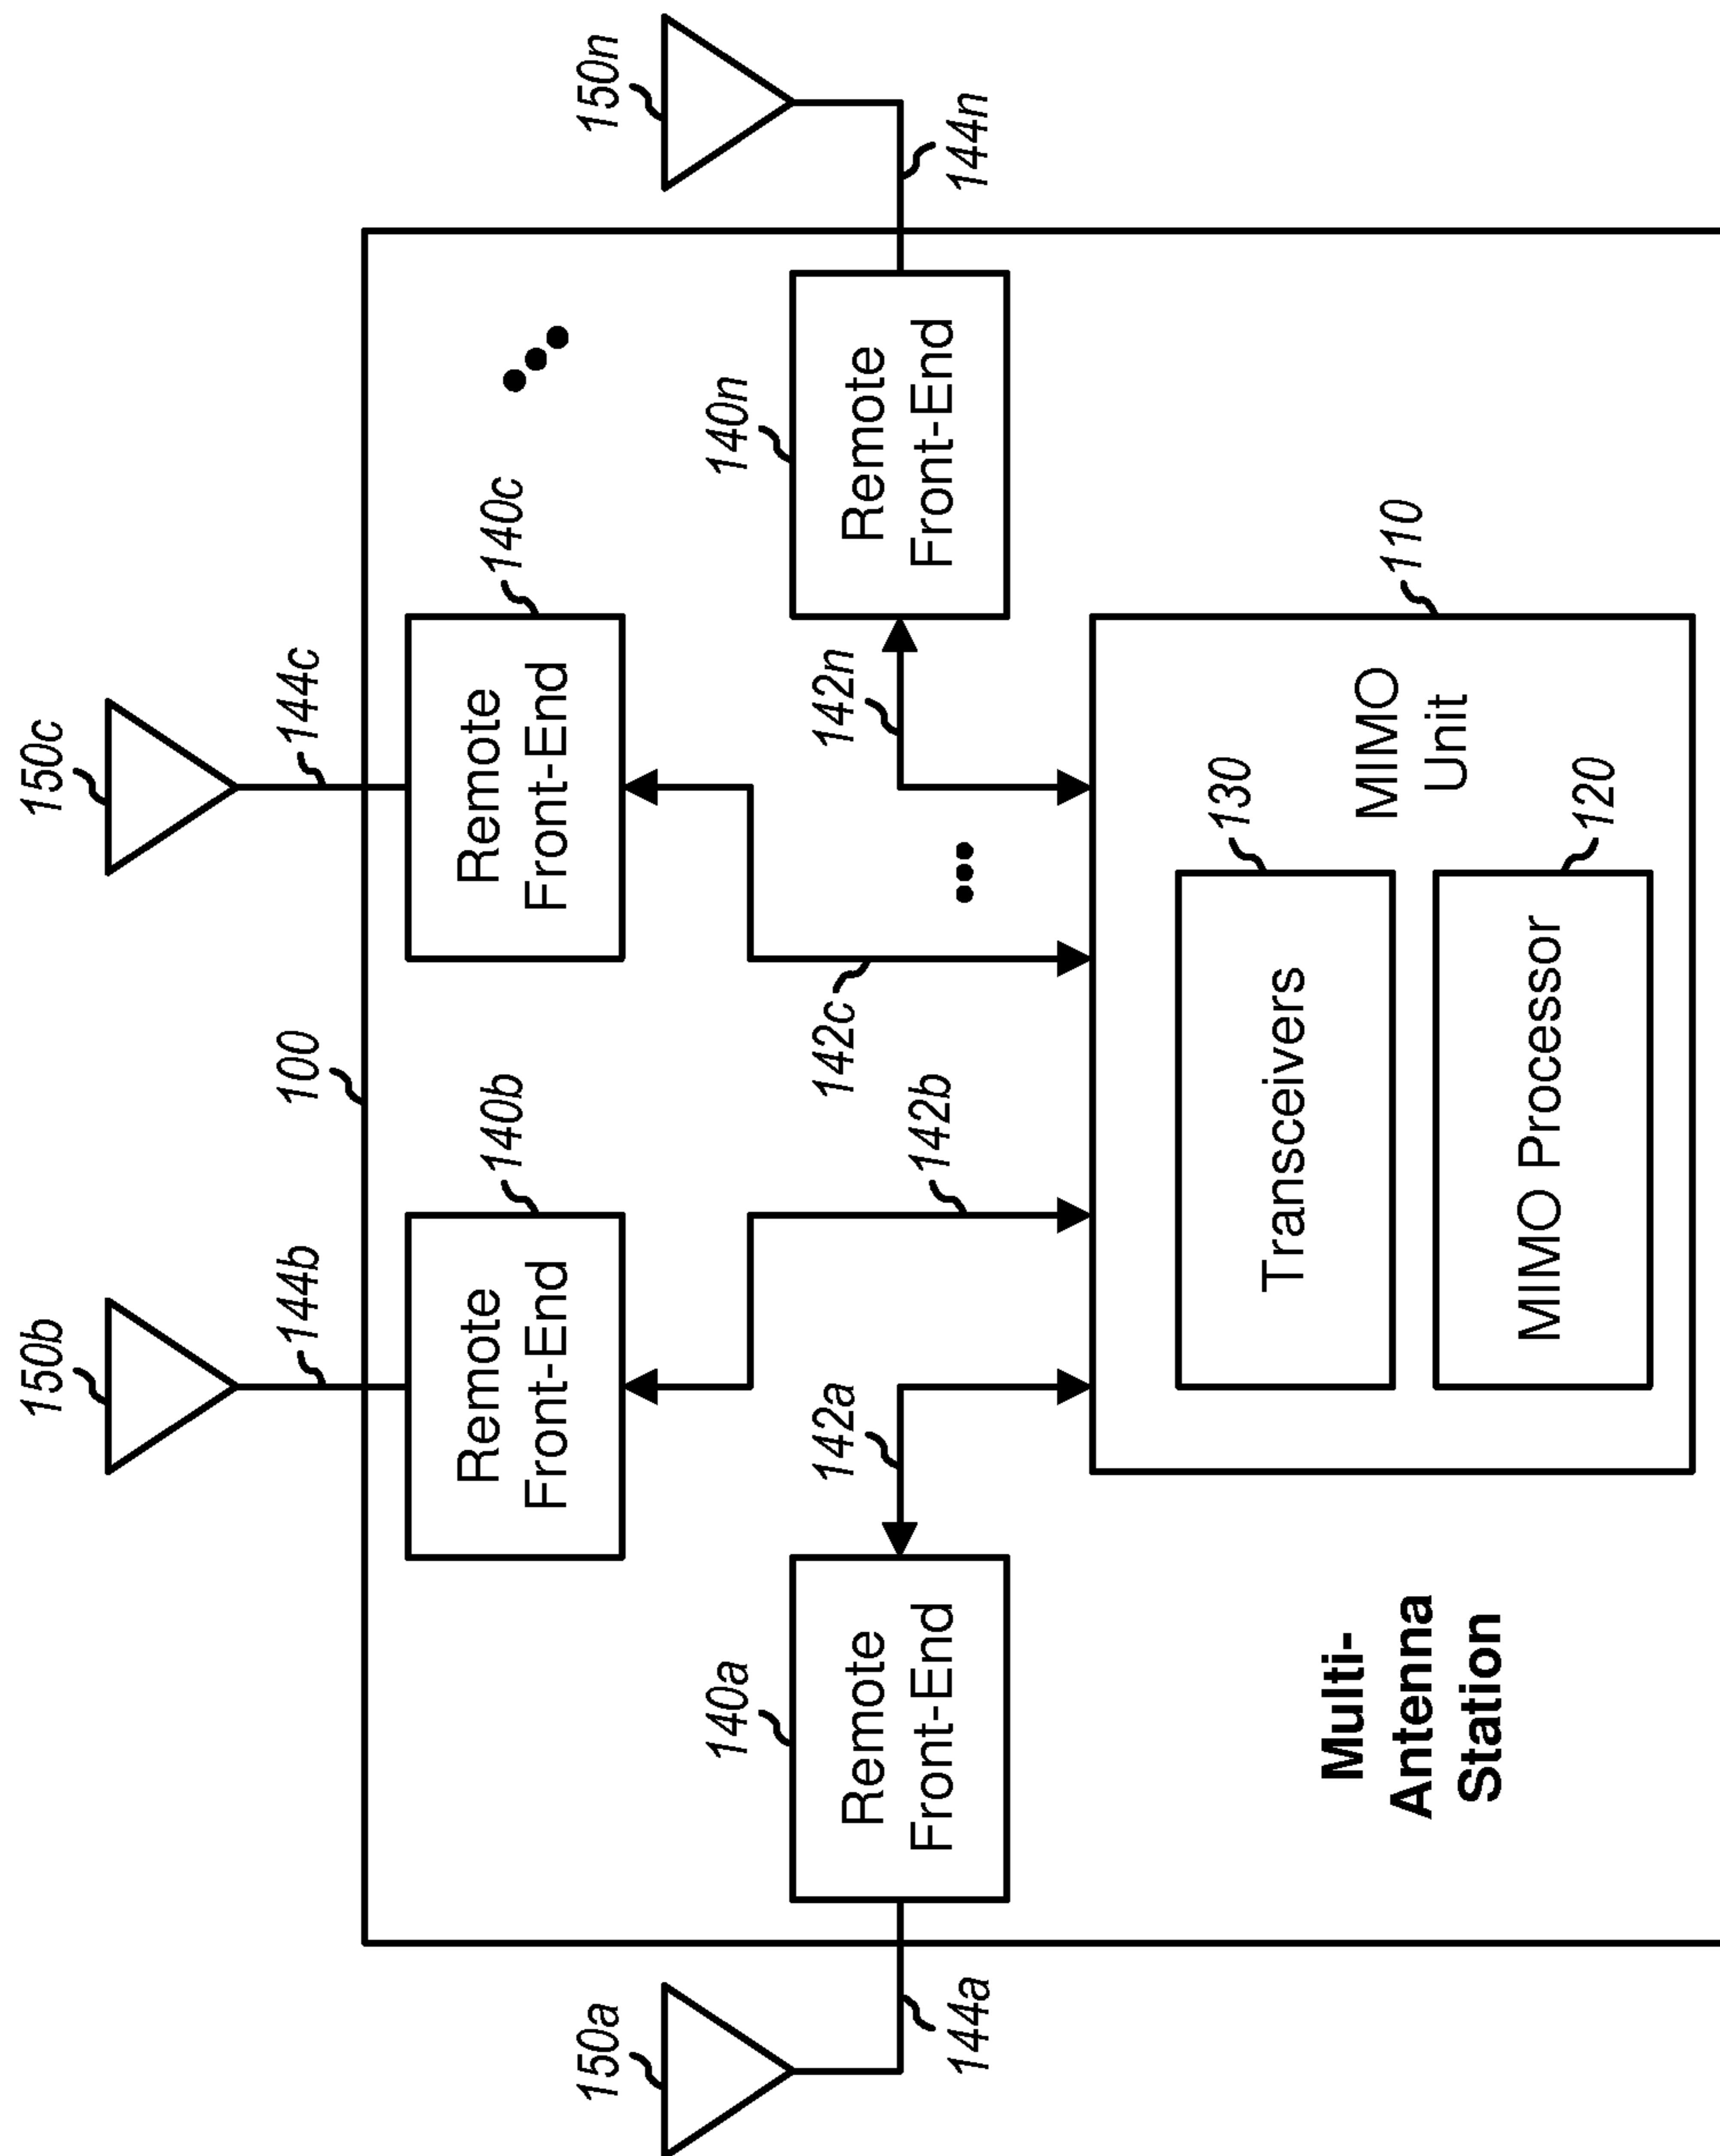 150b
150c
144b
100
144c
140b
140c
Remote
Front-End
Remote
Front-End
150a
150n
140a
142a
142c
142n
140n
Remote
Front-End
Remote
Front-End
142b
144a
144n
130
110
Transceivers
MIMO
Unit
120
MIMO Processor
Multi-
Antenna
Station